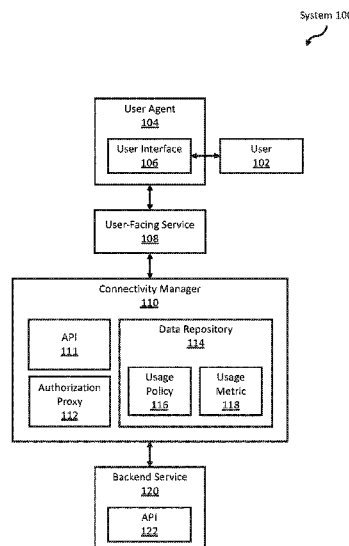 System 100
User Agent
104
User Interface
106
User
102
User-Facing Service
108
Connectivity Manager
110
API
111
Data Repository
114
Authorization
Proxy
112
Usage
Policy
116
Usage
Metric
118
Backend Service
120
API
122